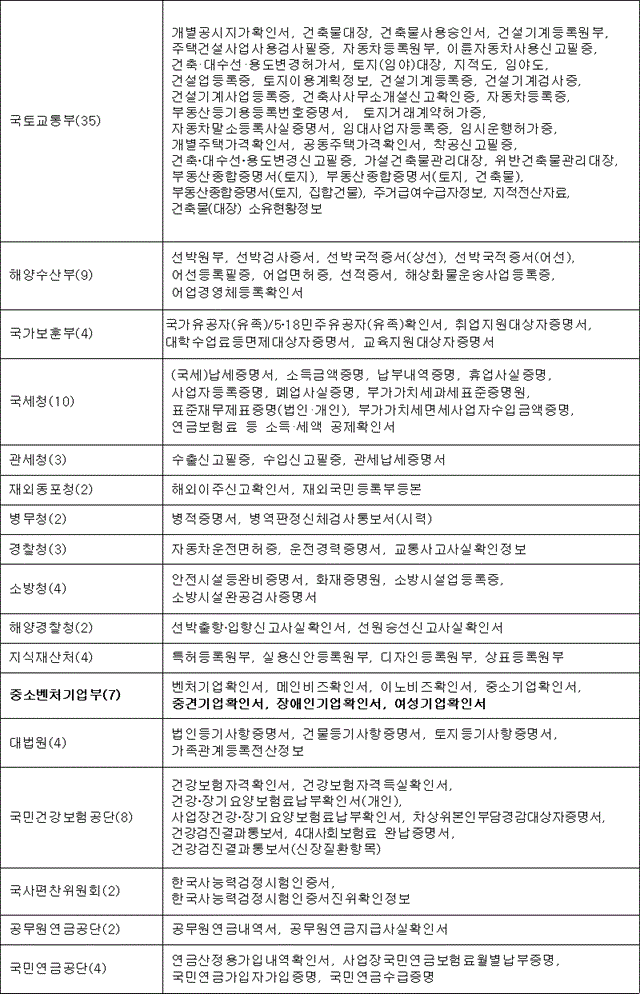 국토교통부(35)
개별공시지가확인서, 건축물대장, 건축물사용승인서, 건설기계등록원부,
주택건설사업사용검사필증, 자동차등록원부, 이륜자동차사용신고필증,
건축·대수선·용도변경허가서, 토지(임야)대장, 지적도, 임야도,
건설업등록증, 토지이용계획정보, 건설기계등록증, 건설기계검사증,
건설기계사업등록증, 건축사사무소개설신고확인증, 자동차등록증,
부동산등기용등록번호증명서, 토지거래계약허가증,
자동차말소등록사실증명서, 임대사업자등록증, 임시운행허가증,
개별주택가격확인서, 공동주택가격확인서, 착공신고필증,
건축·대수선·용도변경신고필증, 가설건축물관리대장, 위반건축물관리대장,
부동산종합증명서(토지), 부동산종합증명서(토지, 건축물),
부동산종합증명서(토지, 집합건물), 주거급여수급자정보, 지적전산자료,
건축물(대장) 소유현황정보
해양수산부(9)
선박원부, 선박검사증서, 선박국적증서(상선), 선박국적증서(어선),
어선등록필증, 어업면허증, 선적증서, 해상화물운송사업등록증,
어업경영체등록확인서
국가보훈부(4)
국가유공자(유족)/5·18민주유공자(유족)확인서, 취업지원대상자증명서,
대학수업료등면제대상자증명서, 교육지원대상자증명서
국세청(10)
(국세)납세증명서, 소득금액증명, 납부내역증명, 휴업사실증명,
사업자등록증명, 폐업사실증명, 부가가치세과세표준증명원,
표준재무제표증명(법인·개인), 부가가치세면세사업자수입금액증명,
연금보험료 등 소득·세액 공제확인서
관세청(3)
수출신고필증, 수입신고필증, 관세납세증명서
재외동포청(2)
해외이주신고확인서, 재외국민등록부등본
병무청(2)
병적증명서, 병역판정신체검사통보서(시력)
경찰청(3)
자동차운전면허증, 운전경력증명서, 교통사고사실확인정보
소방청(4)
안전시설등완비증명서, 화재증명원, 소방시설업등록증,
소방시설완공검사증명서
해양경찰청(2)
선박출항·입항신고사실확인서, 선원승선신고사실확인서
지식재산처(4)
특허등록원부, 실용신안등록원부, 디자인등록원부, 상표등록원부
중소벤처기업부(7)
벤처기업확인서, 메인비즈확인서, 이노비즈확인서, 중소기업확인서,
중견기업확인서, 장애인기업확인서, 여성기업확인서
대법원(4)
법인등기사항증명서, 건물등기사항증명서, 토지등기사항증명서,
가족관계등록전산정보
국민건강보험공단(8)
건강보험자격확인서, 건강보험자격득실확인서,
건강·장기요양보험료납부확인서(개인),
사업장건강·장기요양보험료납부확인서, 차상위본인부담경감대상자증명서,
건강검진결과통보서, 4대사회보험료 완납증명서,
건강검진결과통보서(신장질환항목)
국사편찬위원회(2)
한국사능력검정시험인증서,
한국사능력검정시험인증서진위확인정보
공무원연금공단(2)
공무원연금내역서, 공무원연금지급사실확인서
국민연금공단(4)
연금산정용가입내역확인서, 사업장국민연금보험료월별납부증명,
국민연금가입자가입증명, 국민연금수급증명